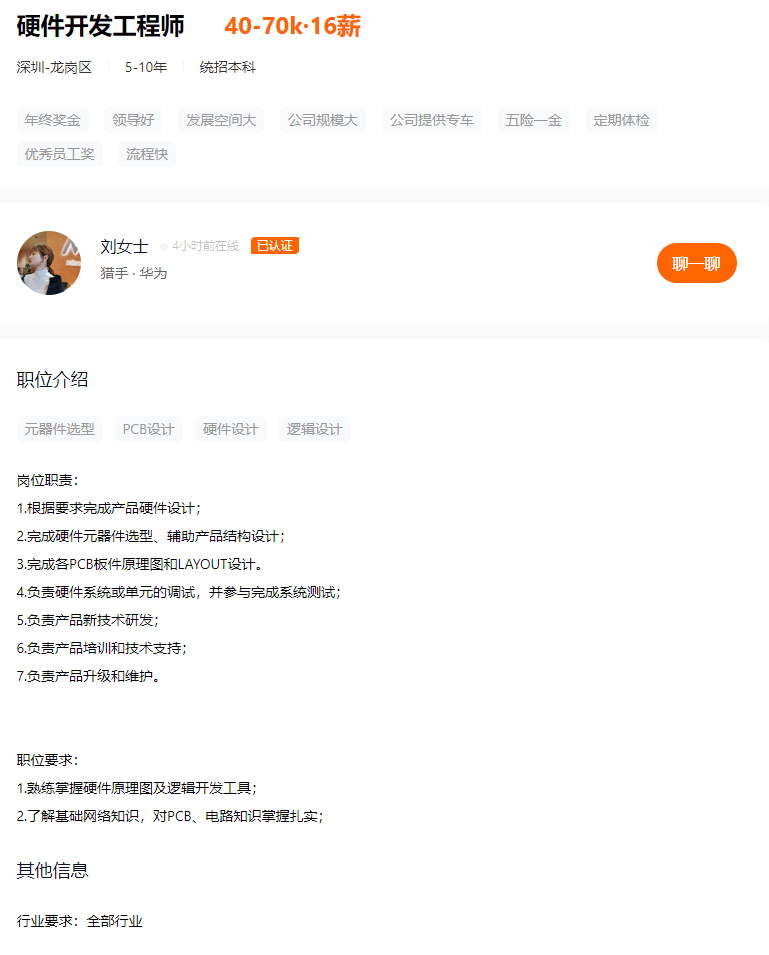 硬件开发工程师 40-70k·16薪
深圳-龙岗区 5-10年 统招本科
年终奖金 领导好 发展空间大 公司规模大 公司提供专车 五险一金 定期体检
优秀员工奖 流程快
刘女士 4小时前在线 已认证
猎手 · 华为
聊一聊
职位介绍
元器件选型 PCB设计 硬件设计 逻辑设计
岗位职责：
1.根据要求完成产品硬件设计；
2.完成硬件元器件选型、辅助产品结构设计；
3.完成各PCB板件原理图和LAYOUT设计。
4.负责硬件系统或单元的调试，并参与完成系统测试；
5.负责产品新技术研发；
6.负责产品培训和技术支持；
7.负责产品升级和维护。
职位要求：
1.熟练掌握硬件原理图及逻辑开发工具；
2.了解基础网络知识，对PCB、电路知识掌握扎实；
其他信息
行业要求：全部行业